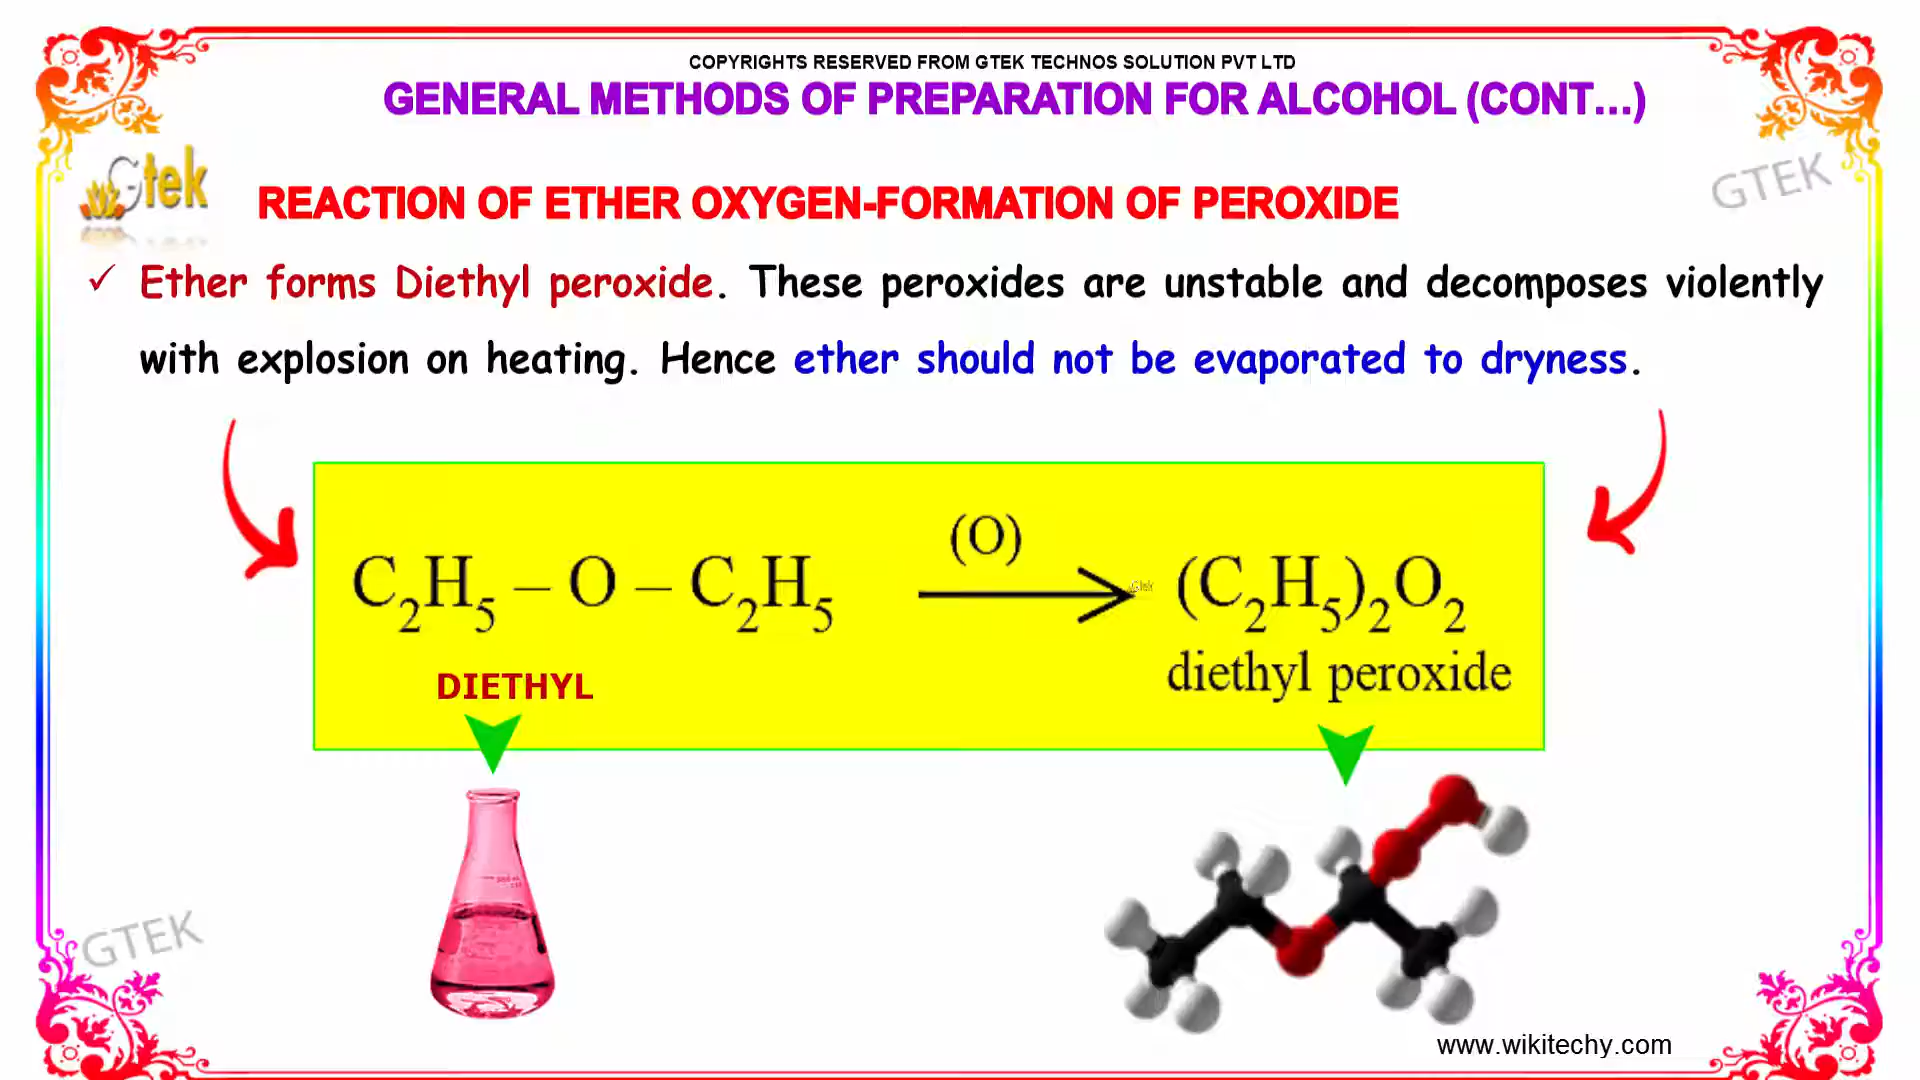 COPYRIGHTS RESERVED FROM GTEK TECHNOS SOLUTION PVT LTD
GENERAL METHODS OF PREPARATION FOR ALCOHOL (CONT...)
Gtek
GTEK
REACTION OF ETHER OXYGEN-FORMATION OF PEROXIDE
✓ Ether forms Diethyl peroxide. These peroxides are unstable and decomposes violently
with explosion on heating. Hence ether should not be evaporated to dryness.
(O)
C₂H₅ – O – C₂H₅ ⟶ (C₂H₅)₂O₂
DIETHYL
diethyl peroxide
GTEK
www.wikitechy.com